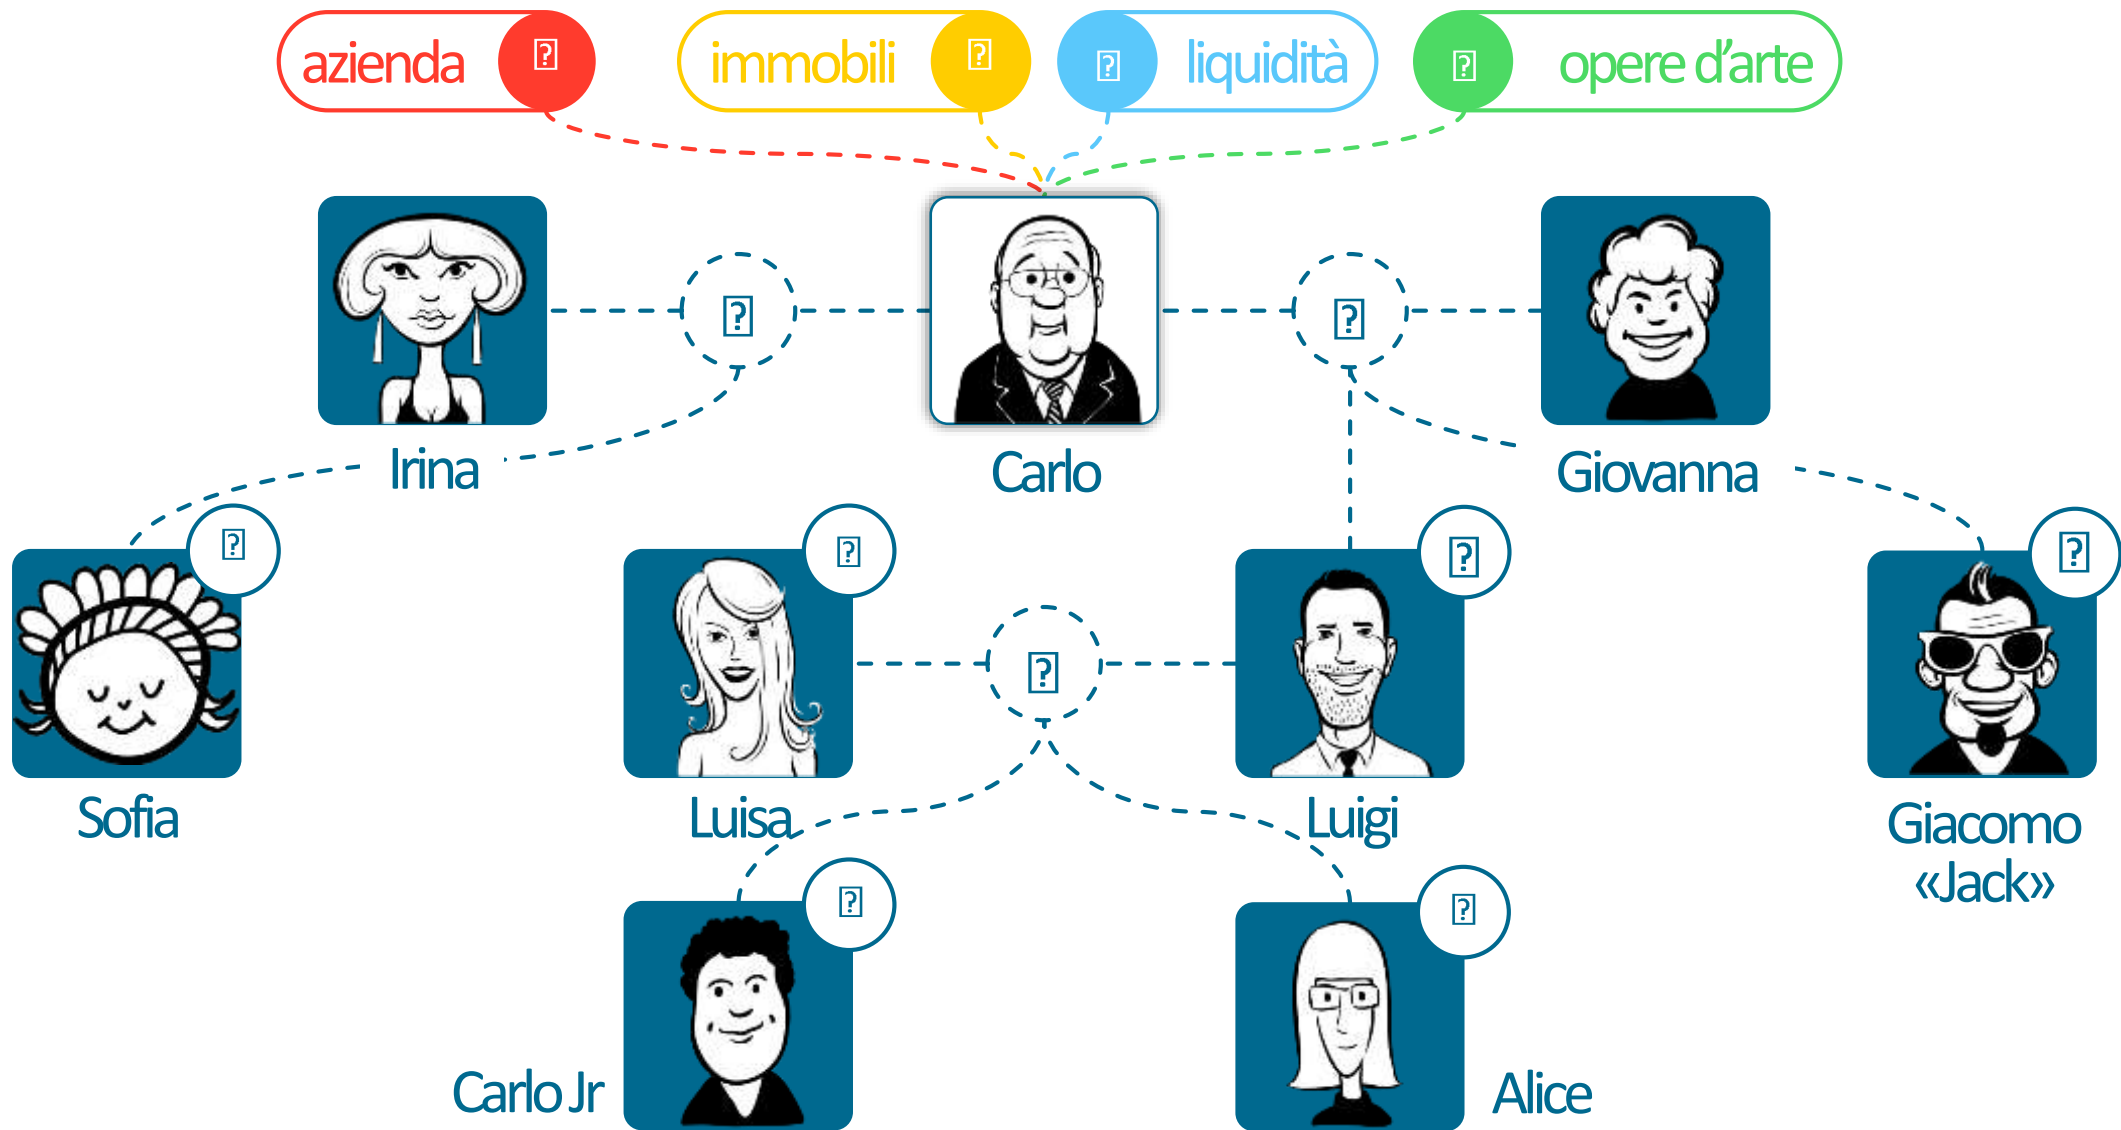 azienda
immobili
liquidità
opere d'arte
Irina
Carlo
Giovanna
Sofia
Luisa
Luigi
Giacomo
«Jack»
Carlo Jr
Alice